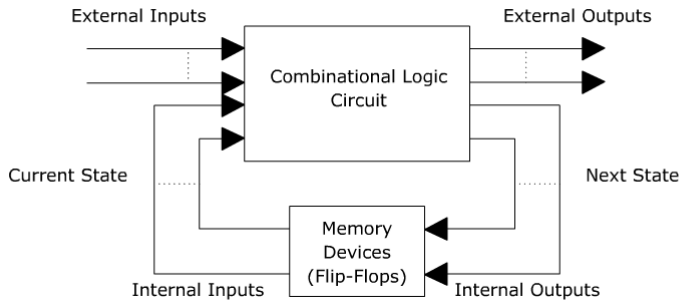 External Inputs
External Outputs
Combinational Logic
Circuit
Current State
Next State
Memory
Devices
(Flip-Flops)
Internal Inputs
Internal Outputs